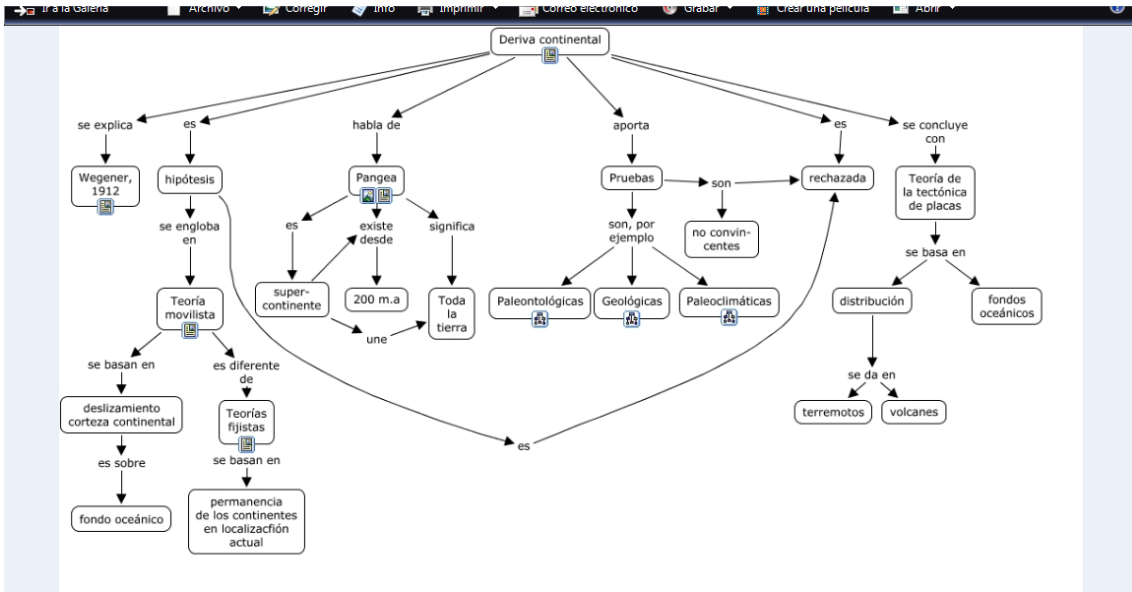 Ir a la Galería Archivo Corregir Info Imprimir Correo electrónico Grabar Crear una película Abrir
Deriva continental
se explica
es
habla de
aporta
es
se concluye
con
Wegener,
1912
hipótesis
Pangea
Pruebas
son
rechazada
Teoría de
la tectónica
de placas
se engloba
en
es
existe
desde
significa
son, por
ejemplo
no convin-
centes
se basa en
Teoría
movilista
super-
continente
200 m.a
Toda
la
tierra
Paleontológicas
Geológicas
Paleoclimáticas
distribución
fondos
oceánicos
une
se basan en
es diferente
de
se da en
deslizamiento
corteza continental
Teorías
fijistas
terremotos
volcanes
es
es sobre
se basan en
fondo oceánico
permanencia
de los continentes
en localizacfión
actual